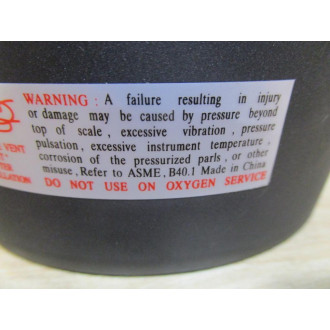 WARNING : A failure resulting in injury
or damage may be caused by pressure beyond
top of scale , excessive vibration , pressure
VENT
pulsation , excessive instrument temperature ,
corrosion of the pressurized parls , or other
misuse , Refer to ASME , B40.1 Made in China
DO NOT USE ON OXYGEN SERVICE